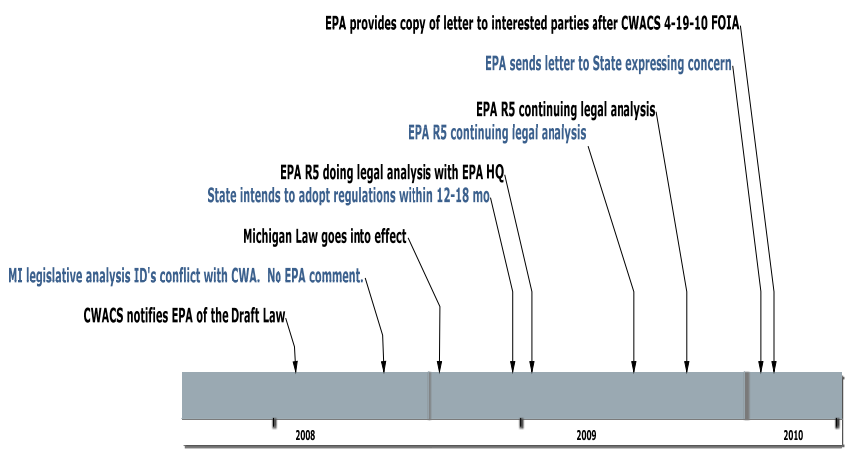 EPA provides copy of letter to interested parties after CWACS 4-19-10 FOIA
EPA sends letter to State expressing concern
EPA R5 continuing legal analysis
EPA R5 continuing legal analysis
EPA R5 doing legal analysis with EPA HQ
State intends to adopt regulations within 12-18 mo
Michigan Law goes into effect
MI legislative analysis ID's conflict with CWA.  No EPA comment.
CWACS notifies EPA of the Draft Law
2008
2009
2010